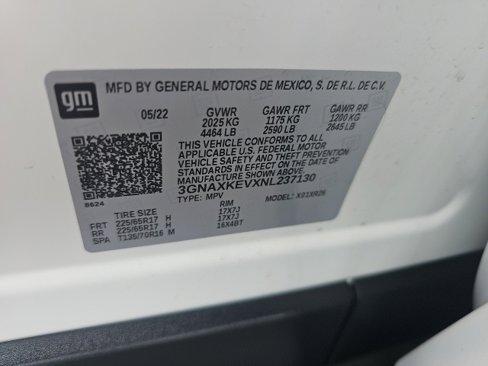 gm
MFD BY GENERAL MOTORS DE MEXICO, S. DE R.L. DE C.V.
05/22 GVWR GAWR FRT GAWR RR
2025 KG 1175 KG 1200 KG
4464 LB 2590 LB 2645 LB
THIS VEHICLE CONFORMS TO ALL
APPLICABLE U.S. FEDERAL MOTOR
VEHICLE SAFETY AND THEFT PREVENTION
STANDARDS IN EFFECT ON THE DATE OF
MANUFACTURE SHOWN ABOVE.
3GNAXKEVXNL237130
8624 TYPE: MPV MODEL: X01XR26
TIRE SIZE RIM
FRT 225/65R17 H 17X7J
RR 225/65R17 H 17X7J
SPA T135/70R16 M 16X4BT